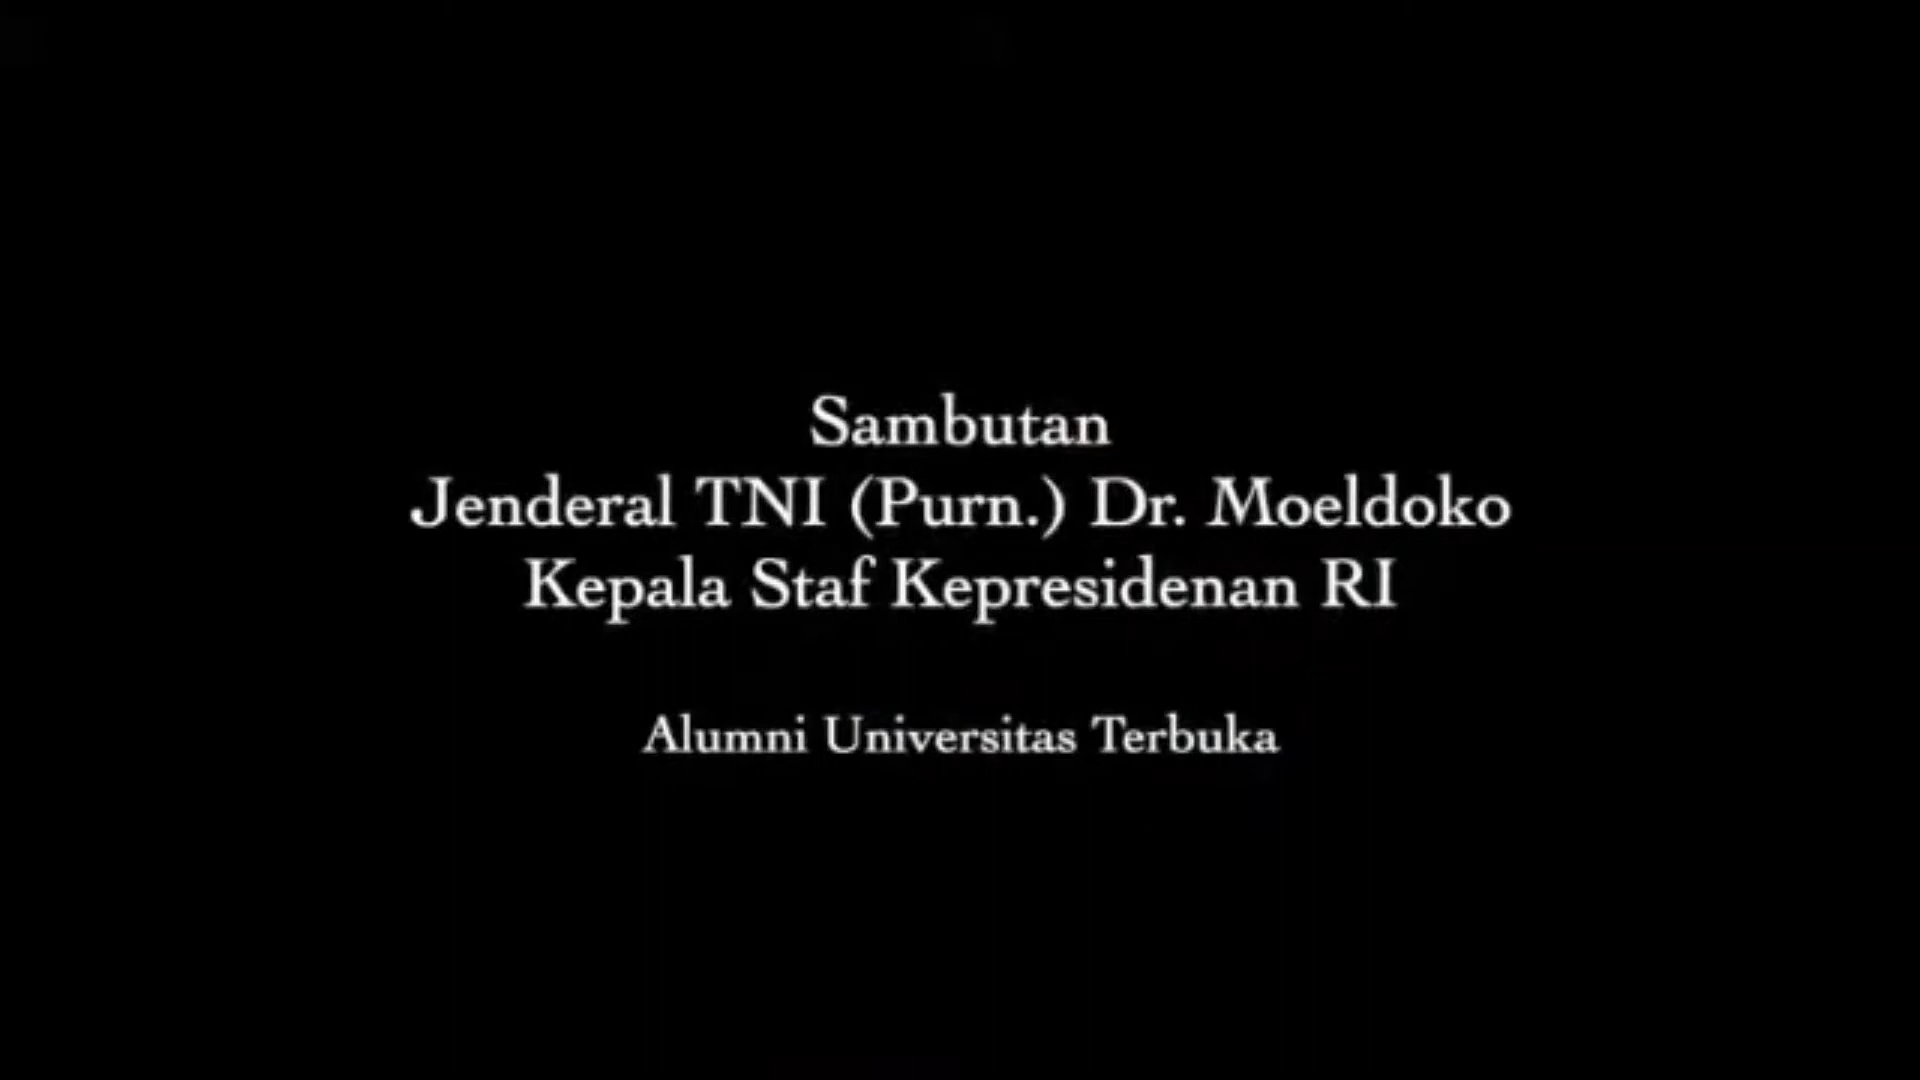 Sambutan
Jenderal TNI (Purn.) Dr. Moeldoko
Kepala Staf Kepresidenan RI
Alumni Universitas Terbuka